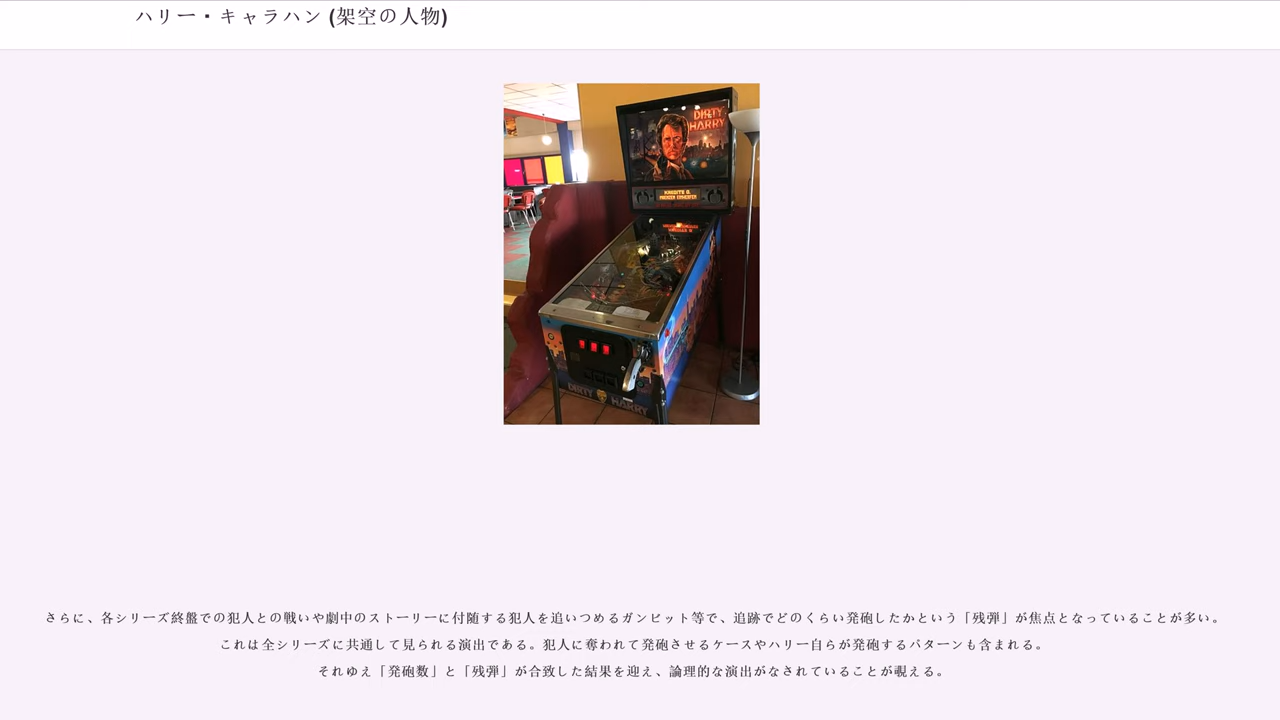 ハリー・キャラハン (架空の人物)
DIRTY
HARRY
DIRTY HARRY
さらに、各シリーズ終盤での犯人との戦いや劇中のストーリーに付随する犯人を追いつめるガンビット等で、追跡でどのくらい発砲したかという「残弾」が焦点となっていることが多い。
これは全シリーズに共通して見られる演出である。犯人に奪われて発砲させるケースやハリー自らが発砲するパターンも含まれる。
それゆえ「発砲数」と「残弾」が合致した結果を迎え、論理的な演出がなされていることが覗える。